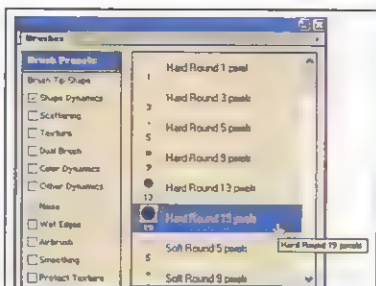 Brushes
Brush Presets
Brush Tip Shape
Shape Dynamics
Scattering
Texture
Dual Brush
Color Dynamics
Other Dynamics
Noise
Wet Edges
Airbrush
Smoothing
Protect Texture
1
Hard Round 1 pixel
3
Hard Round 3 pixels
5
Hard Round 5 pixels
9
Hard Round 9 pixels
13
Hard Round 13 pixels
19
Hard Round 19 pixels
Hard Round 19 pixels
5
Soft Round 5 pixels
Soft Round 9 pixels